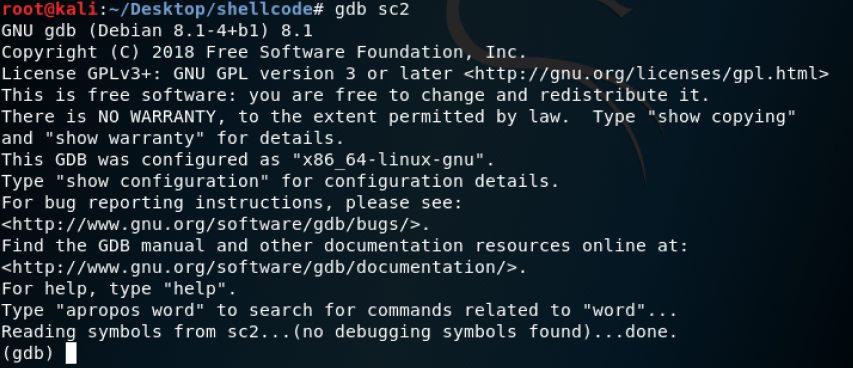 root@kali:~/Desktop/shellcode# gdb sc2
GNU gdb (Debian 8.1-4+b1) 8.1
Copyright (C) 2018 Free Software Foundation, Inc.
License GPLv3+: GNU GPL version 3 or later <http://gnu.org/licenses/gpl.html>
This is free software: you are free to change and redistribute it.
There is NO WARRANTY, to the extent permitted by law.  Type "show copying"
and "show warranty" for details.
This GDB was configured as "x86_64-linux-gnu".
Type "show configuration" for configuration details.
For bug reporting instructions, please see:
<http://www.gnu.org/software/gdb/bugs/>.
Find the GDB manual and other documentation resources online at:
<http://www.gnu.org/software/gdb/documentation/>.
For help, type "help".
Type "apropos word" to search for commands related to "word"...
Reading symbols from sc2...(no debugging symbols found)...done.
(gdb)